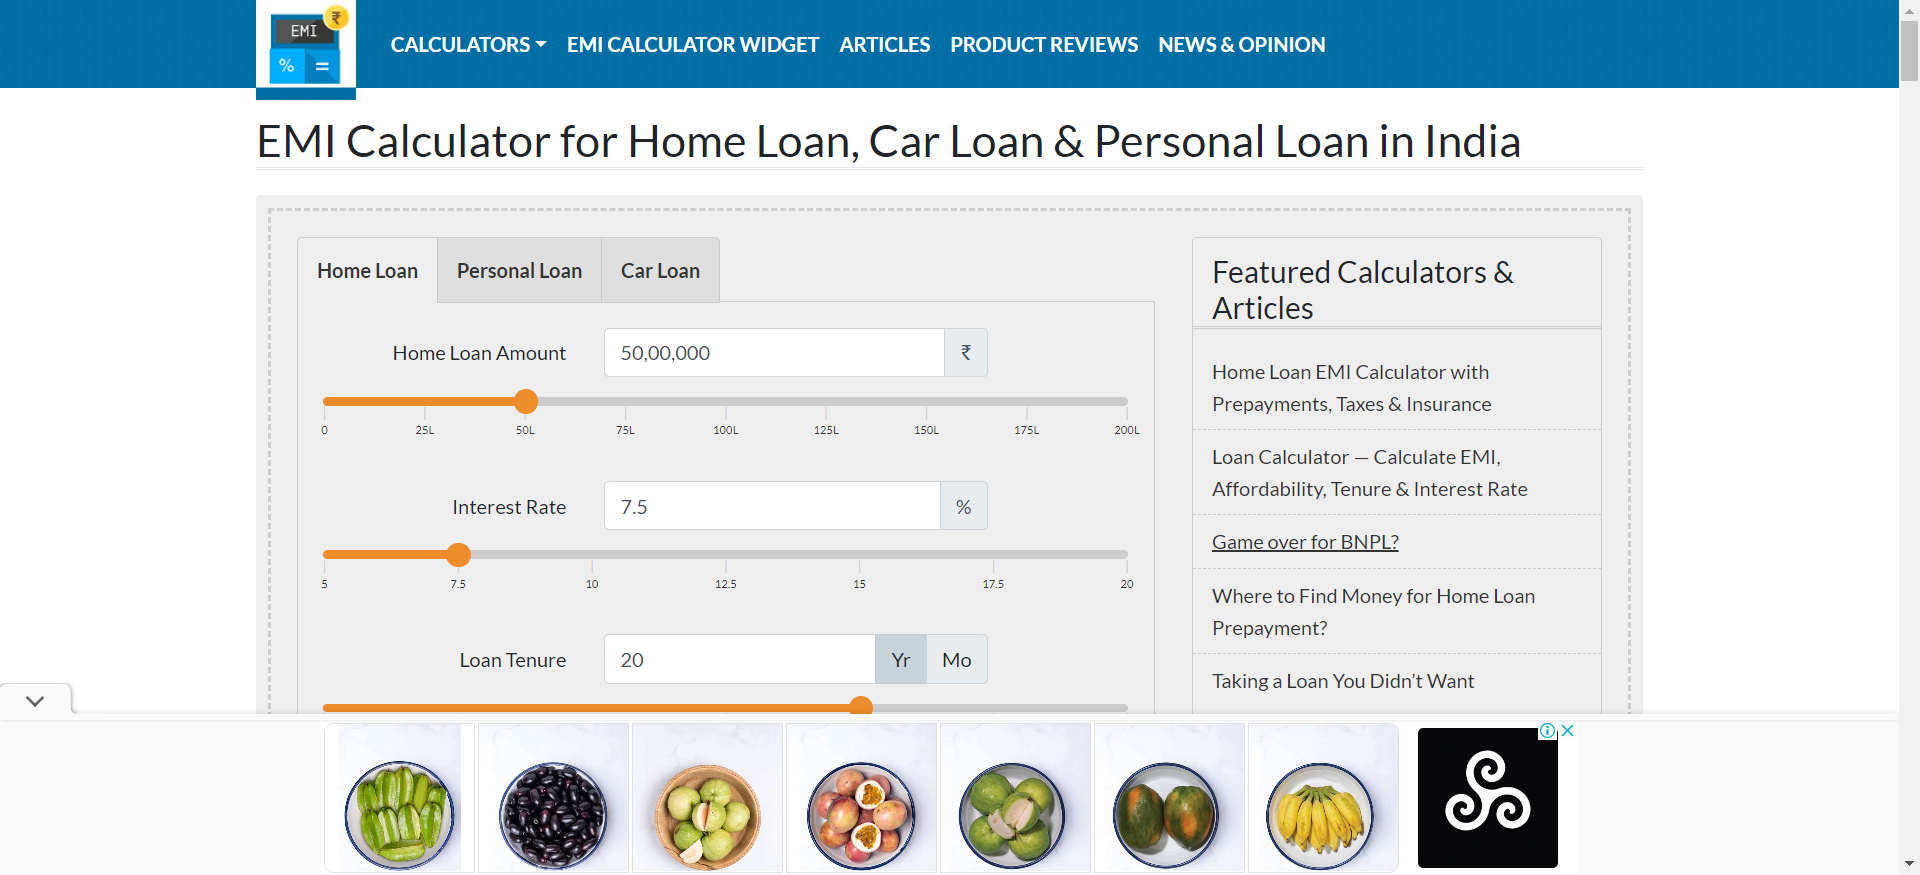 EMI
₹
%
=
CALCULATORS EMI CALCULATOR WIDGET ARTICLES PRODUCT REVIEWS NEWS & OPINION
EMI Calculator for Home Loan, Car Loan & Personal Loan in India
Home Loan Personal Loan Car Loan
Home Loan Amount 50,00,000 ₹
0 25L 50L 75L 100L 125L 150L 175L 200L
Interest Rate 7.5 %
5 7.5 10 12.5 15 17.5 20
Loan Tenure 20 Yr Mo
Featured Calculators &
Articles
Home Loan EMI Calculator with
Prepayments, Taxes & Insurance
Loan Calculator — Calculate EMI,
Affordability, Tenure & Interest Rate
Game over for BNPL?
Where to Find Money for Home Loan
Prepayment?
Taking a Loan You Didn’t Want